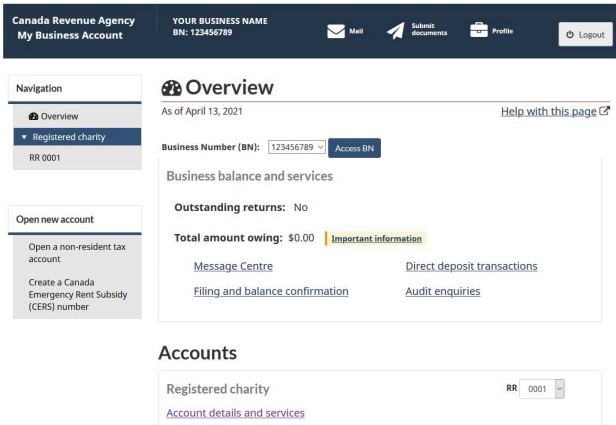 Canada Revenue Agency
My Business Account
YOUR BUSINESS NAME
BN: 123456789
Mail
Submit documents
Profile
Logout
Navigation
Overview
Registered charity
RR 0001
Open new account
Open a non-resident tax
account
Create a Canada
Emergency Rent Subsidy
(CERS) number
Overview
As of April 13, 2021
Help with this page
Business Number (BN): 123456789 Access BN
Business balance and services
Outstanding returns: No
Total amount owing: $0.00 Important information
Message Centre Direct deposit transactions
Filing and balance confirmation Audit enquiries
Accounts
Registered charity RR 0001
Account details and services